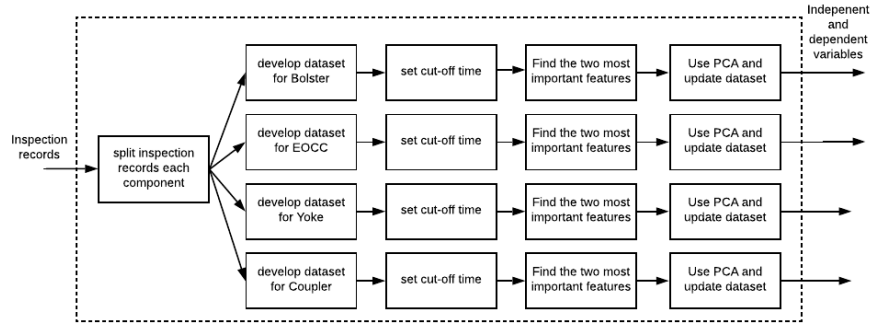 Indepenent
and
dependent
variables
Inspection
records
split inspection
records each
component
develop dataset
for Bolster
set cut-off time
Find the two most
important features
Use PCA and
update dataset
develop dataset
for EOCC
set cut-off time
Find the two most
important features
Use PCA and
update dataset
develop dataset
for Yoke
set cut-off time
Find the two most
important features
Use PCA and
update dataset
develop dataset
for Coupler
set cut-off time
Find the two most
important features
Use PCA and
update dataset